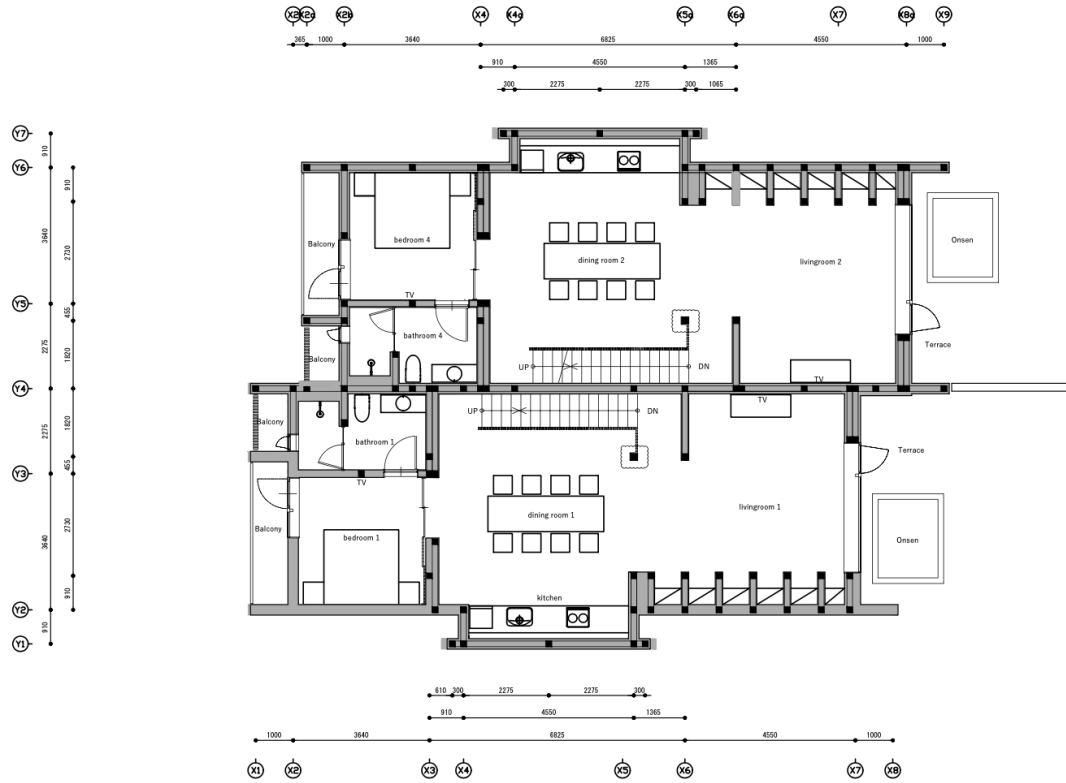 X2 X2a X2b X4 X4a X5a X6a X7 X8a X9
365 1000 3640 6825 4550 1000
910 4550 1365
300 2275 2275 300 1065
Y7
910
Y6
910
3640
2730
Y5
455
2275
1820
Y4
2275
1820
455
Y3
3640
2730
910
Y2
910
Y1
Balcony
bedroom 4
TV
dining room 2
livingroom 2
Onsen
bathroom 4
Balcony
UP
DN
TV
Terrace
Balcony
bathroom 1
UP
DN
TV
Terrace
TV
Balcony
bedroom 1
dining room 1
livingroom 1
Onsen
kitchen
610 300 2275 2275 300
910 4550 1365
1000 3640 6825 4550 1000
X1 X2 X3 X4 X5 X6 X7 X8